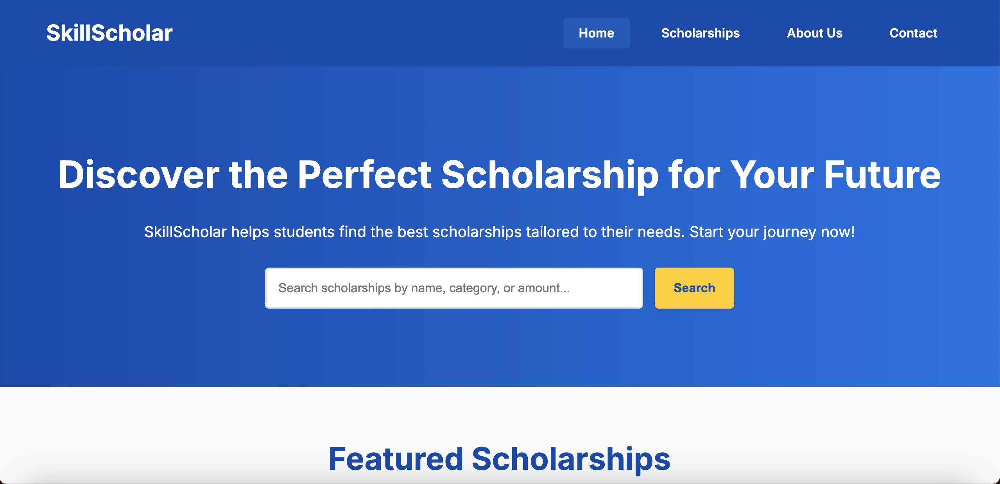 SkillScholar
Home
Scholarships
About Us
Contact
Discover the Perfect Scholarship for Your Future
SkillScholar helps students find the best scholarships tailored to their needs. Start your journey now!
Search scholarships by name, category, or amount...
Search
Featured Scholarships